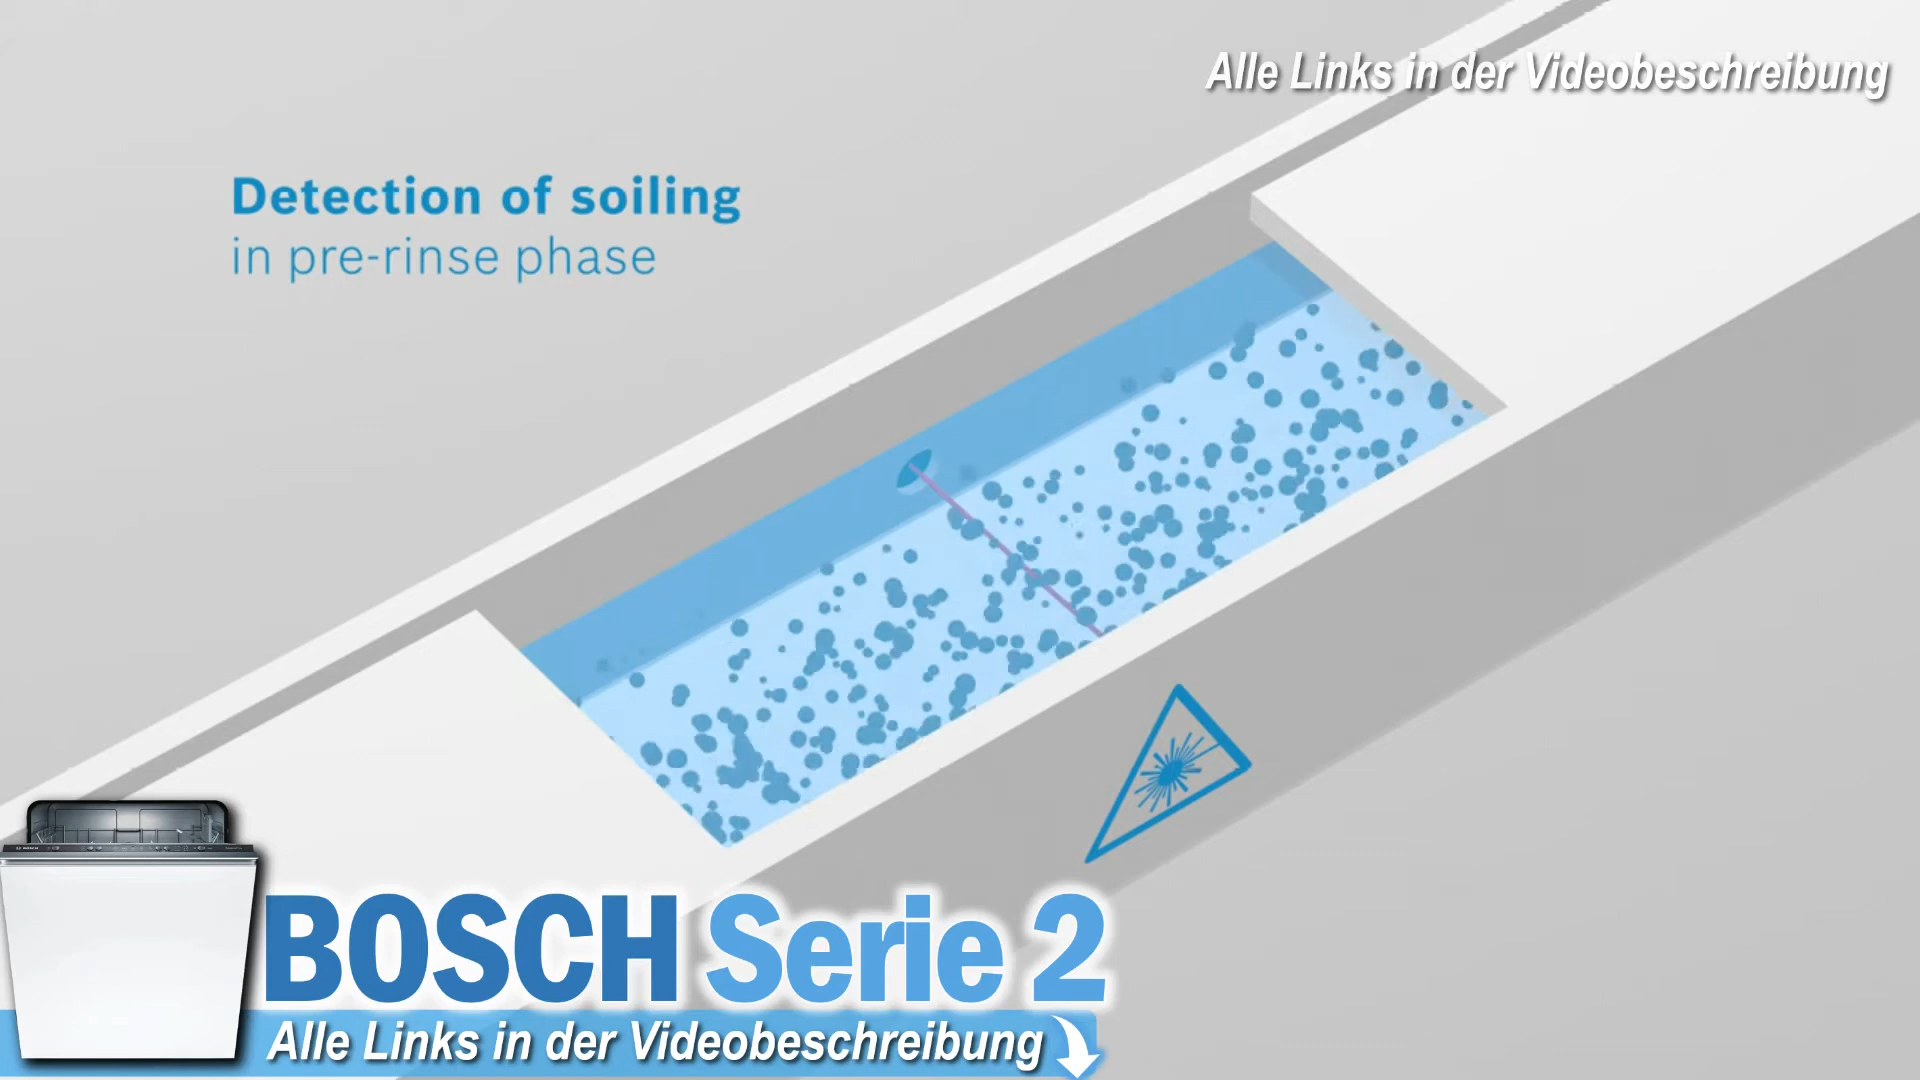 Alle Links in der Videobeschreibung
Detection of soiling
in pre-rinse phase
BOSCH Serie 2
Alle Links in der Videobeschreibung